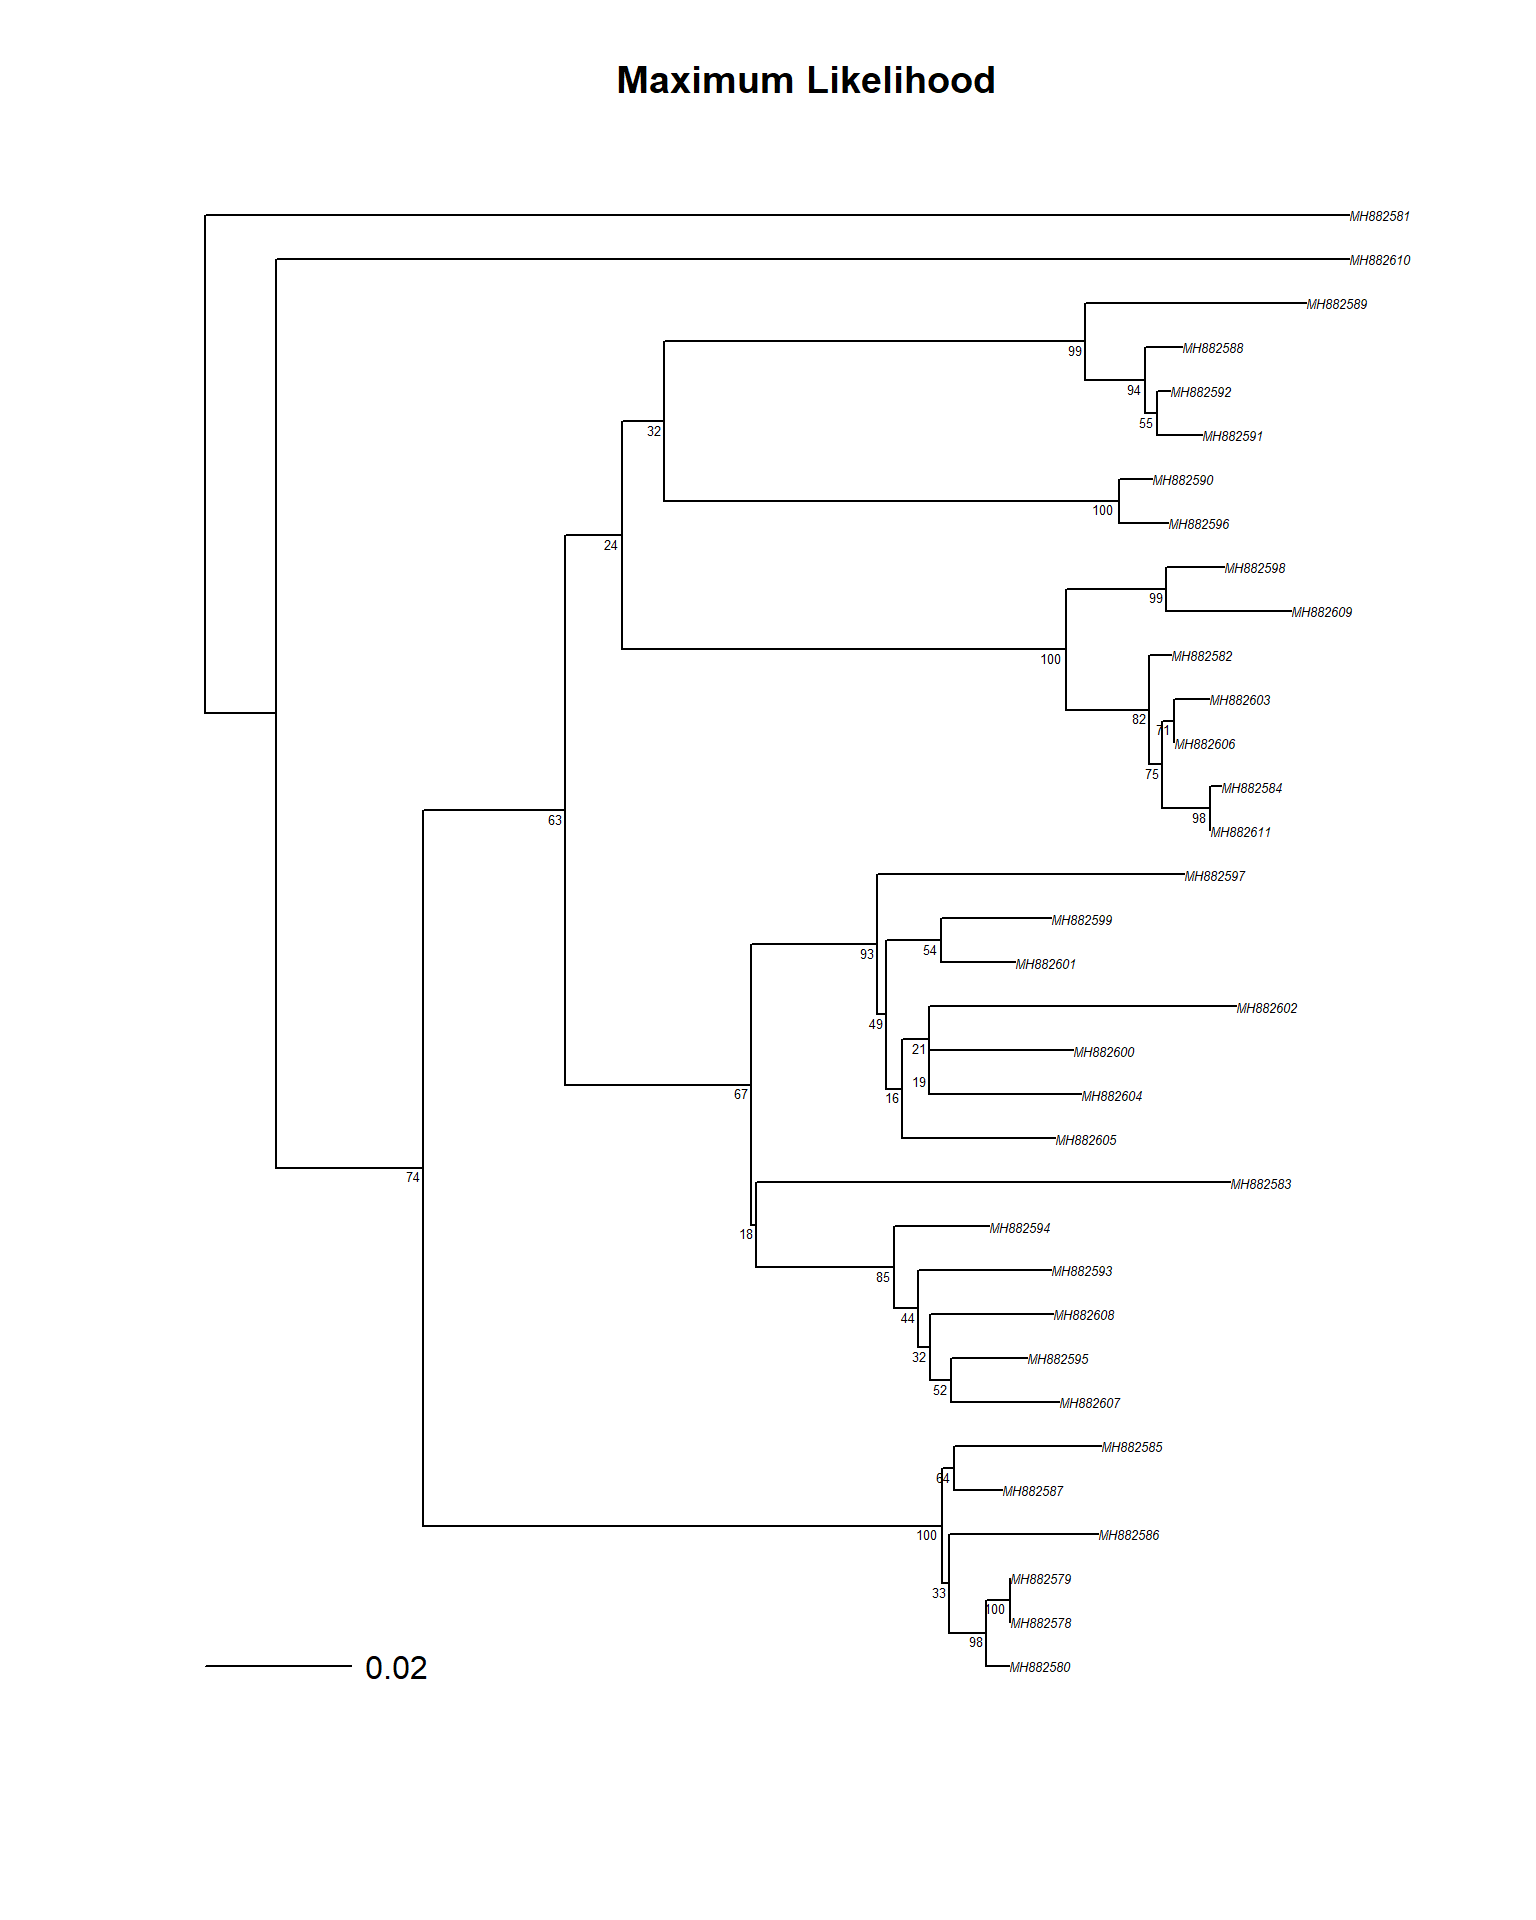 Maximum Likelihood
MH882581
MH882610
MH882589
99
MH882588
94
MH882592
55
32
MH882591
MH882590
100
MH882596
24
MH882598
99
MH882609
100
MH882582
82
MH882603
71
MH882606
75
MH882584
98
63
MH882611
MH882597
MH882599
93
54
MH882601
MH882602
49
21
MH882600
19
67
16
MH882604
MH882605
74
MH882583
18
MH882594
85
MH882593
44
MH882608
32
MH882595
52
MH882607
MH882585
64
MH882587
100
MH882586
33
MH882579
100
MH882578
98
MH882580
0.02